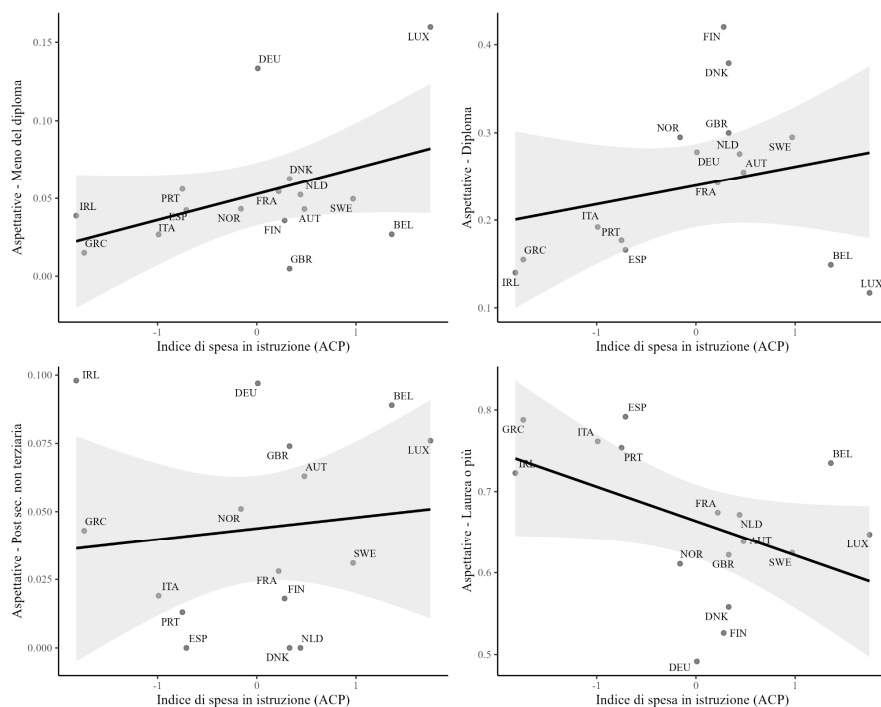 Aspettative - Meno del diploma
0.15
0.10
0.05
0.00
LUX
DEU
DNK
NLD
PRT
FRA
IRL
ESP
NOR
SWE
AUT
ITA
FIN
BEL
GRC
GBR
-1
0
1
Indice di spesa in istruzione (ACP)
Aspettative - Diploma
0.4
0.3
0.2
0.1
FIN
DNK
NOR
GBR
NLD
SWE
DEU
AUT
FRA
ITA
PRT
GRC
ESP
BEL
IRL
LUX
-1
0
1
Indice di spesa in istruzione (ACP)
Aspettative - Post sec. non terziaria
0.100
0.075
0.050
0.025
0.000
IRL
DEU
BEL
GBR
LUX
AUT
GRC
NOR
SWE
ITA
FRA
FIN
PRT
ESP
NLD
DNK
-1
0
1
Indice di spesa in istruzione (ACP)
Aspettative - Laurea o più
0.8
0.7
0.6
0.5
ESP
GRC
ITA
PRT
BEL
IRL
FRA
NLD
AUT
LUX
NOR
GBR
SWE
DNK
FIN
DEU
-1
0
1
Indice di spesa in istruzione (ACP)